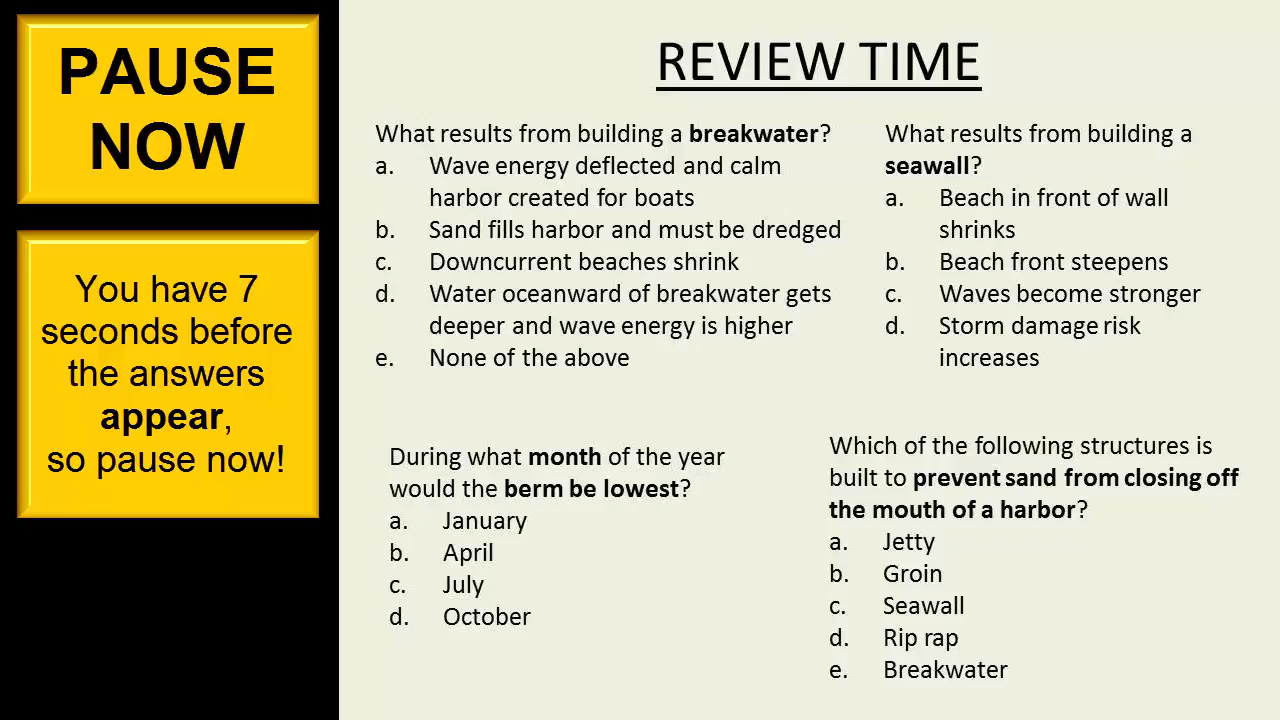 PAUSE
NOW
You have 7
seconds before
the answers
appear,
so pause now!
REVIEW TIME
What results from building a breakwater?
a. Wave energy deflected and calm
harbor created for boats
b. Sand fills harbor and must be dredged
c. Downcurrent beaches shrink
d. Water oceanward of breakwater gets
deeper and wave energy is higher
e. None of the above
What results from building a
seawall?
a. Beach in front of wall
shrinks
b. Beach front steepens
c. Waves become stronger
d. Storm damage risk
increases
During what month of the year
would the berm be lowest?
a. January
b. April
c. July
d. October
Which of the following structures is
built to prevent sand from closing off
the mouth of a harbor?
a. Jetty
b. Groin
c. Seawall
d. Rip rap
e. Breakwater